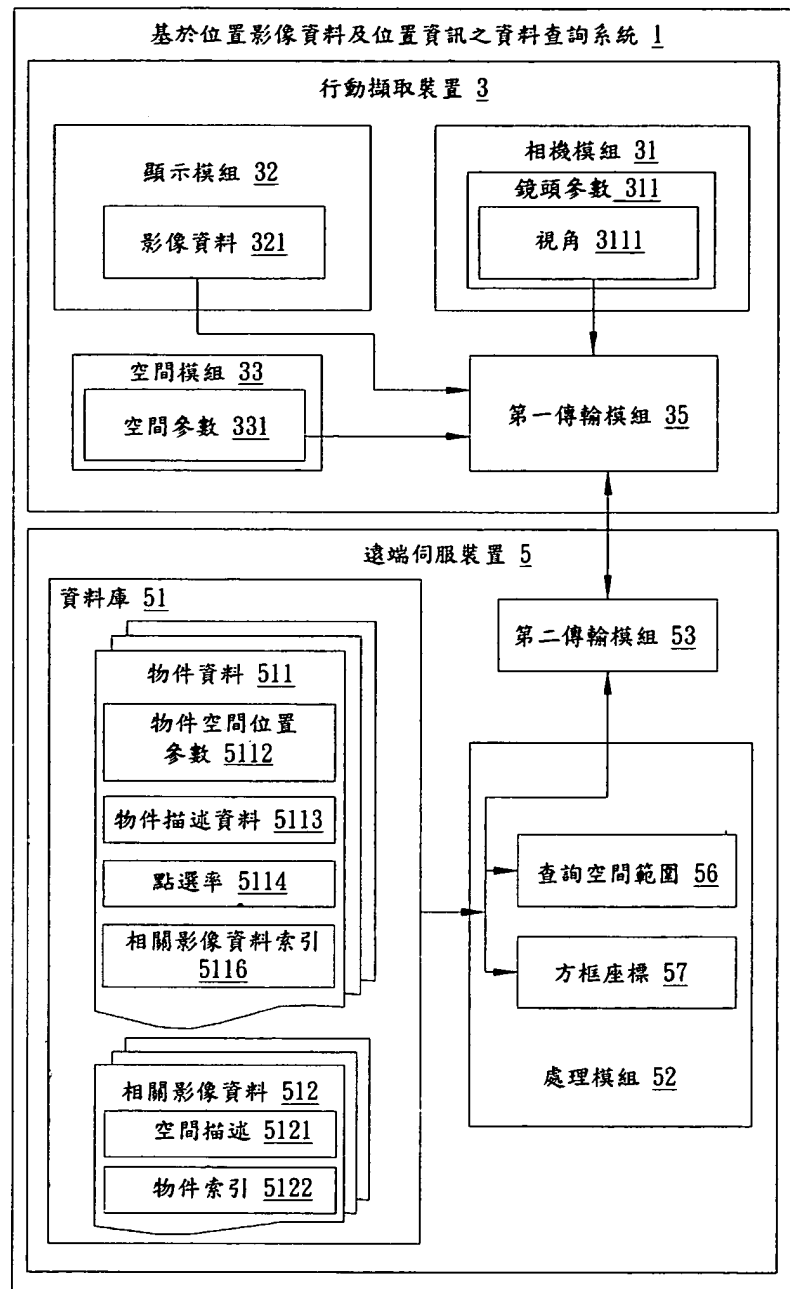 基於位置影像資料及位置資訊之資料查詢系統 1
行動擷取裝置 3
顯示模組 32
影像資料 321
相機模組 31
鏡頭參數 311
視角 3111
空間模組 33
空間參數 331
第一傳輸模組 35
遠端伺服裝置 5
資料庫 51
物件資料 511
物件空間位置
參數 5112
物件描述資料 5113
點選率 5114
相關影像資料索引
5116
相關影像資料 512
空間描述 5121
物件索引 5122
第二傳輸模組 53
查詢空間範圍 56
方框座標 57
處理模組 52